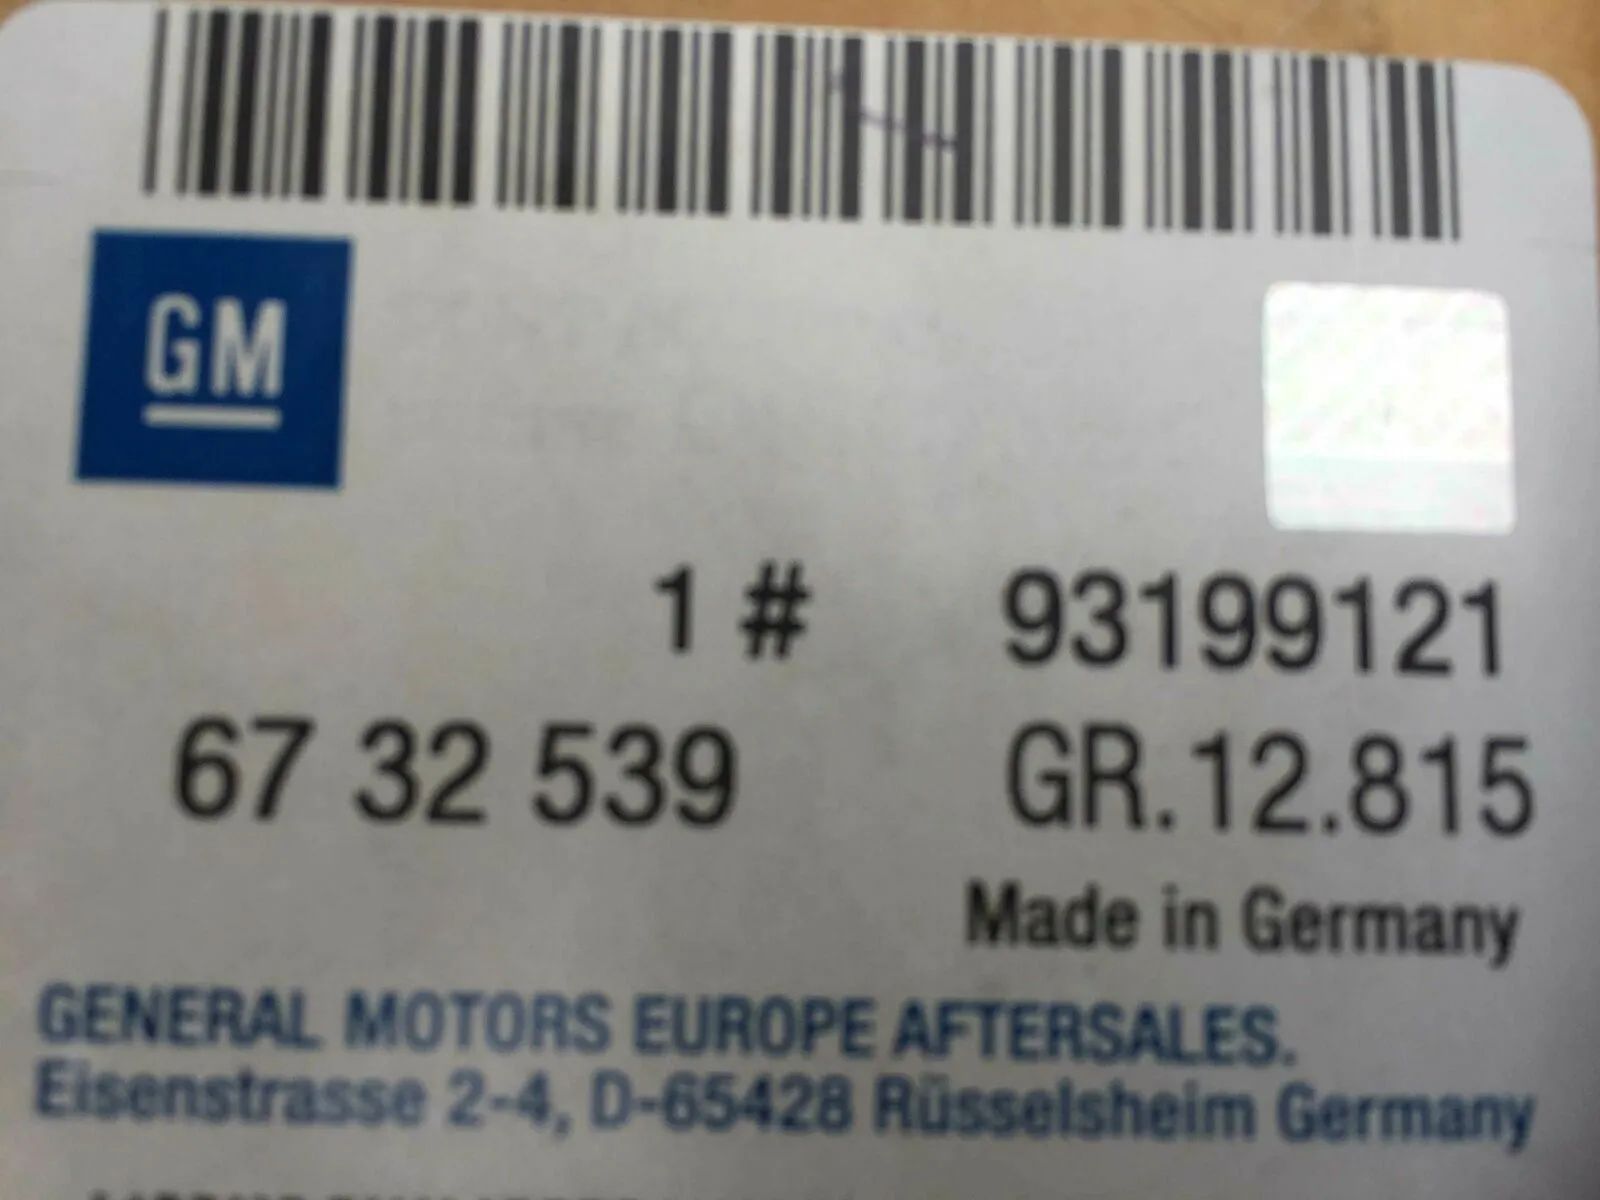 GM
1 # 93199121
67 32 539 GR.12.815
Made in Germany
GENERAL MOTORS EUROPE AFTERSALES.
Eisenstrasse 2-4, D-65428 Rüsselsheim Germany